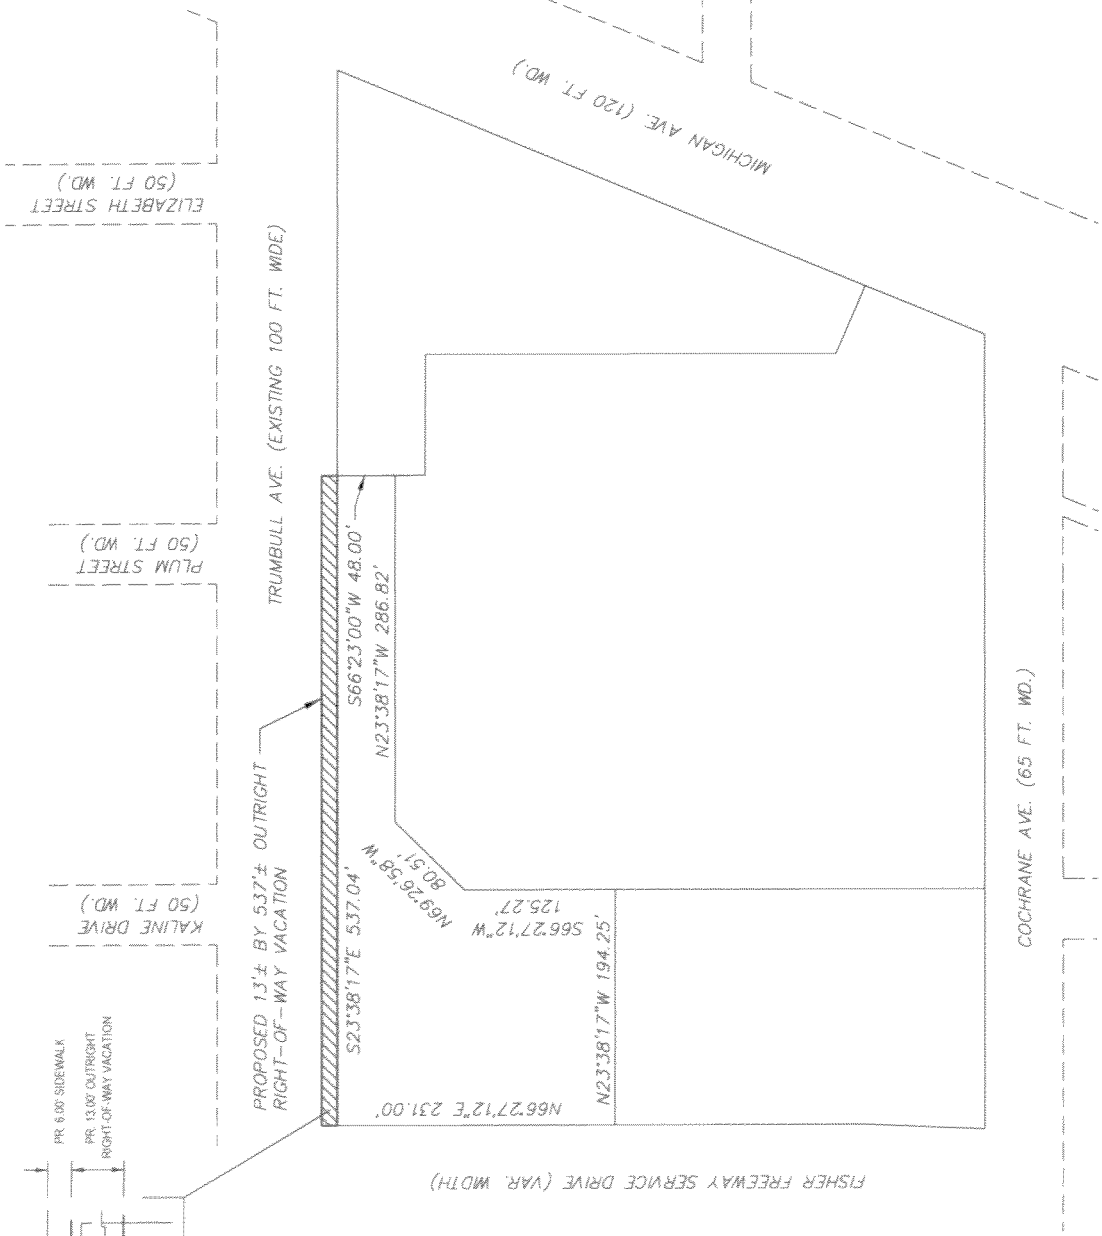 MICHIGAN AVE. (120 FT. WD.)
ELIZABETH STREET
(50 FT. WD.)
TRUMBULL AVE. (EXISTING 100 FT. WIDE)
PLUM STREET
(50 FT. WD.)
S66°23'00"W 48.00'
N23°38'17"W 286.82'
PROPOSED 13'± BY 537'± OUTRIGHT
RIGHT-OF-WAY VACATION
S23°38'17"E 537.04'
N69°26'58"W
80.51'
S66°27'12"W
125.27'
KALINE DRIVE
(50 FT. WD.)
N23°38'17"W 194.25'
COCHRANE AVE. (65 FT. WD.)
N66°27'12"E 231.00'
PR. 6.00' SIDEWALK
PR. 13.00' OUTRIGHT
RIGHT-OF-WAY VACATION
FISHER FREEWAY SERVICE DRIVE (VAR. WIDTH)